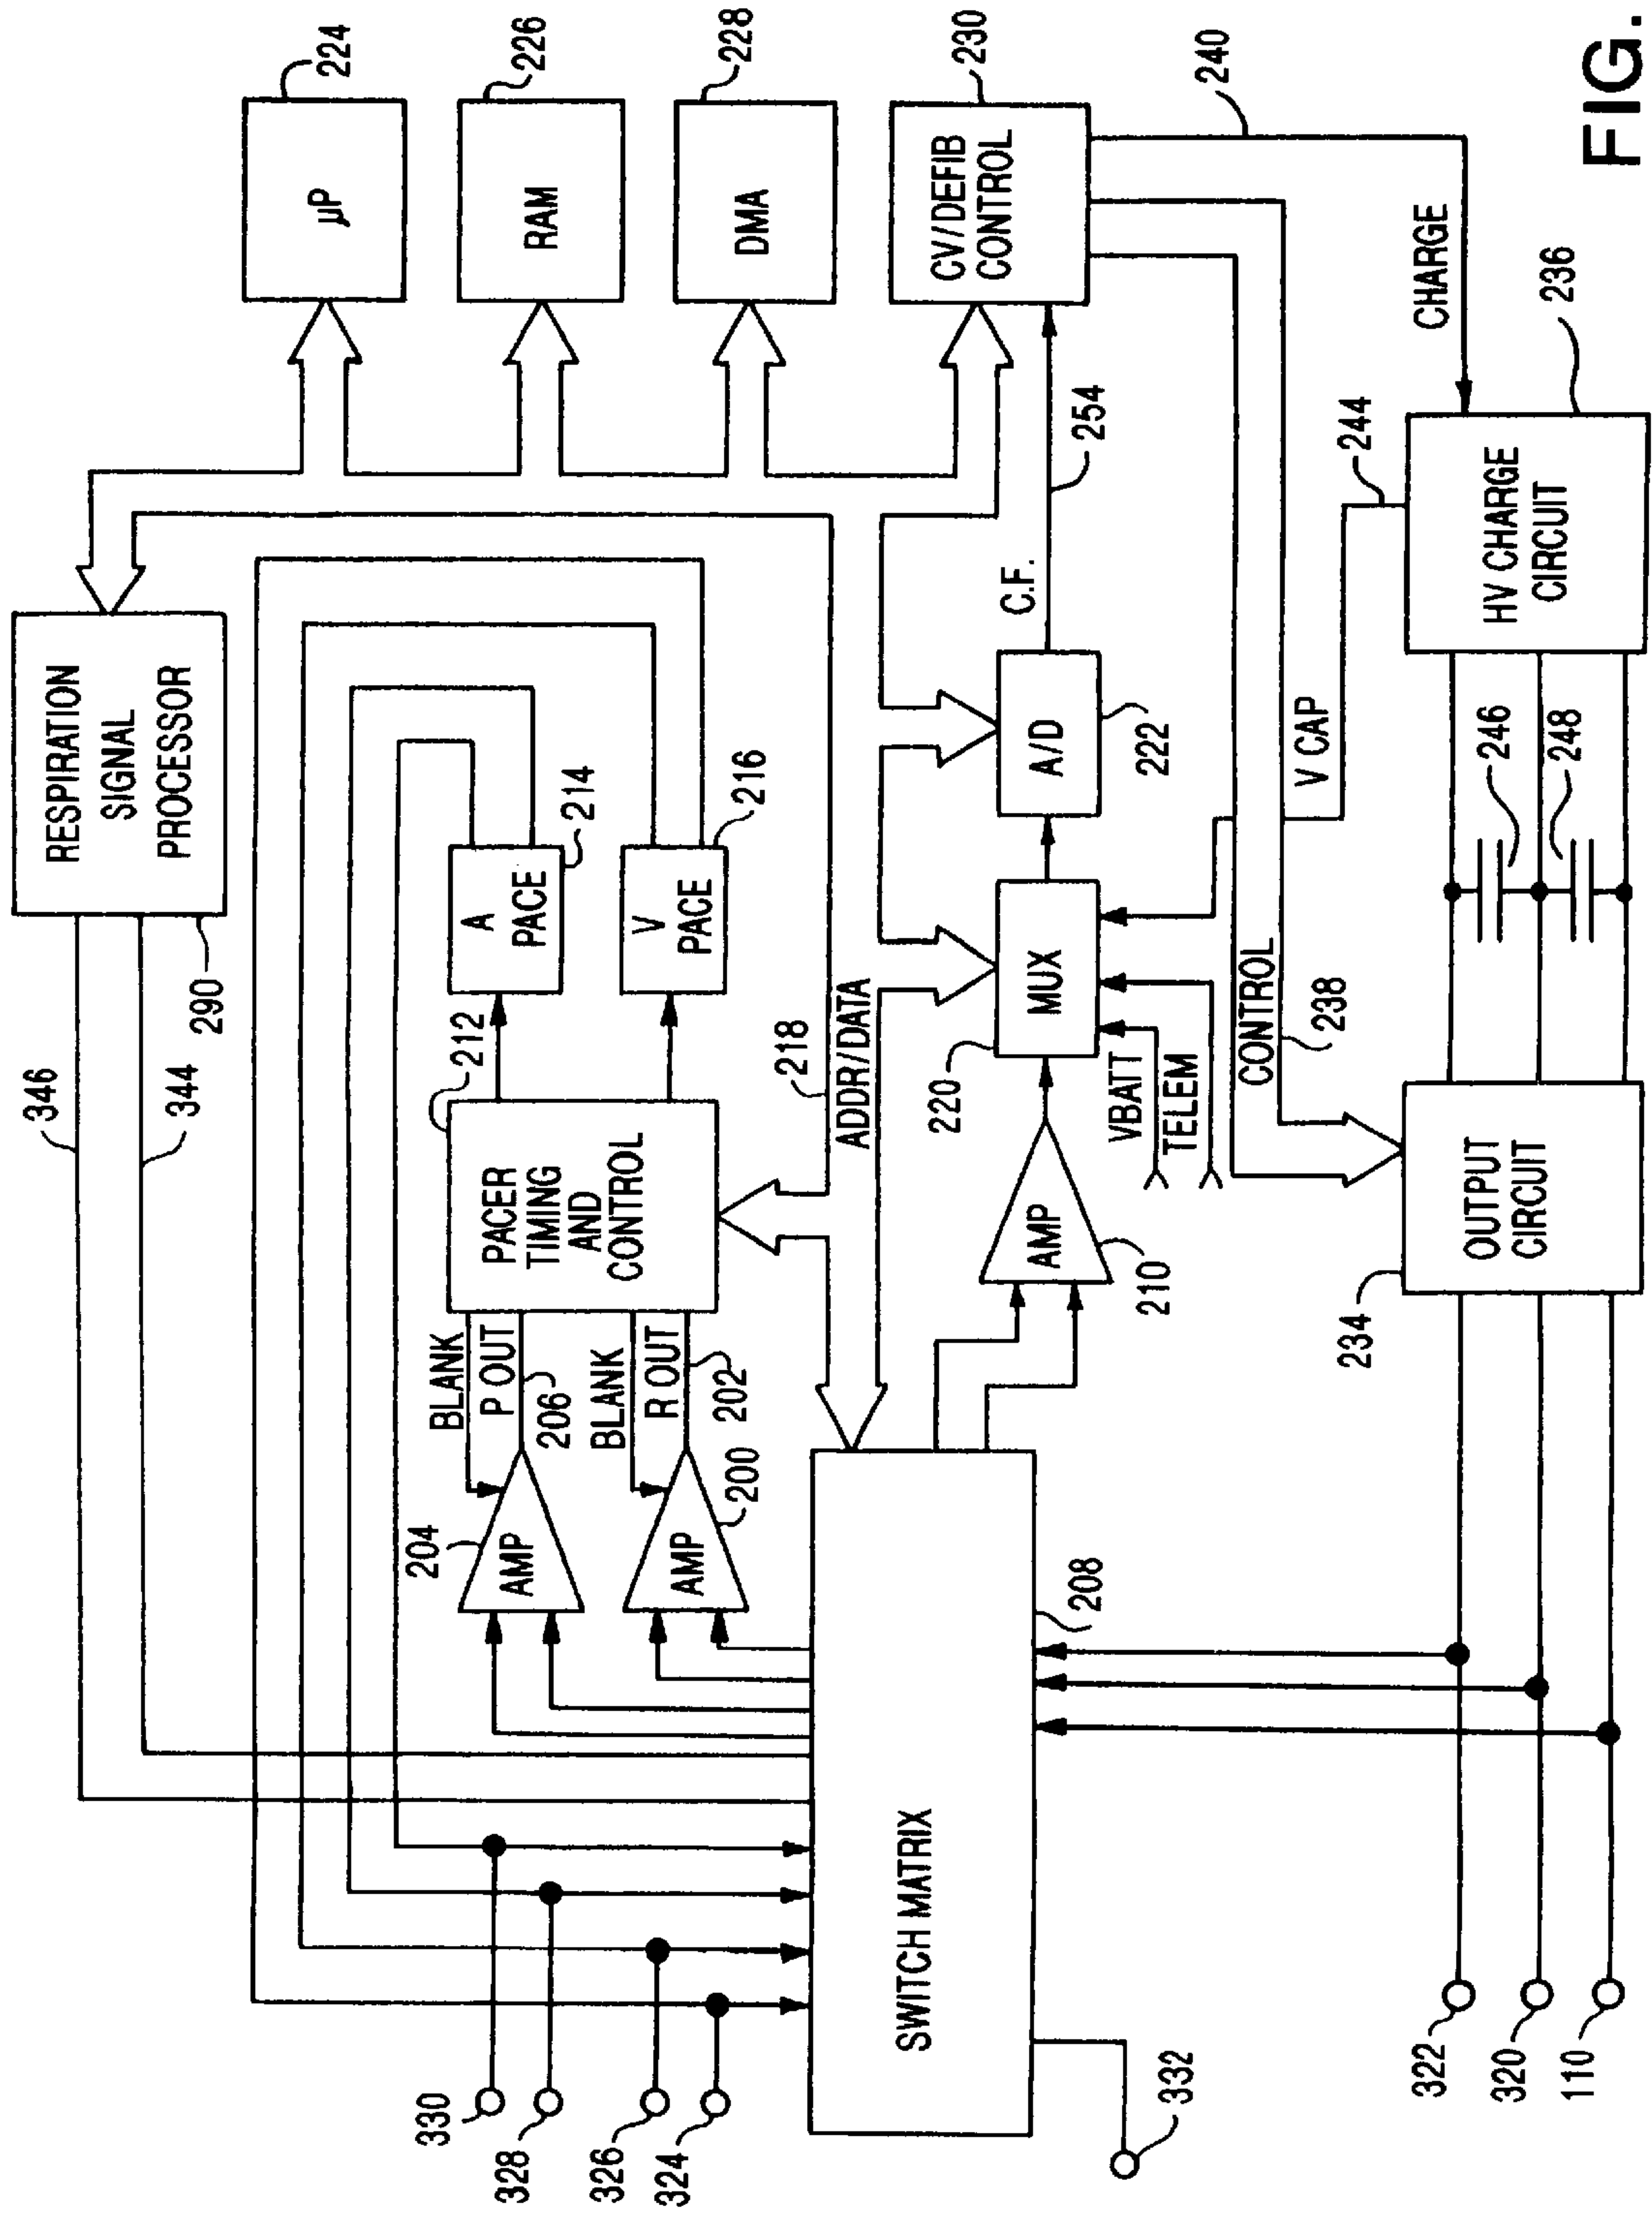 346
344
290
RESPIRATION
SIGNAL
PROCESSOR
224
µP
226
RAM
228
DMA
230
CV/DEFIB
CONTROL
240
CHARGE
330
328
326
324
204
AMP
BLANK
P OUT
206
AMP
200
BLANK
R OUT
202
212
PACER
TIMING
AND
CONTROL
A
PACE
214
V
PACE
216
218
ADDR/DATA
SWITCH MATRIX
208
332
AMP
210
220
MUX
VBATT
TELEM
A/D
222
C.F.
254
CONTROL
238
V CAP
244
322
320
110
234
OUTPUT
CIRCUIT
246
248
HV CHARGE
CIRCUIT
236
FIG.